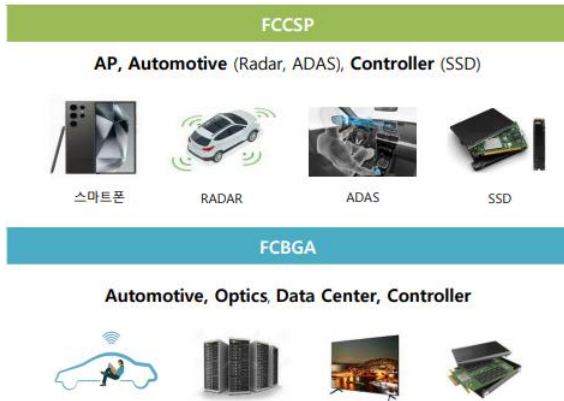 FCCSP
AP, Automotive (Radar, ADAS), Controller (SSD)
스마트폰
RADAR
ADAS
SSD
FCBGA
Automotive, Optics, Data Center, Controller